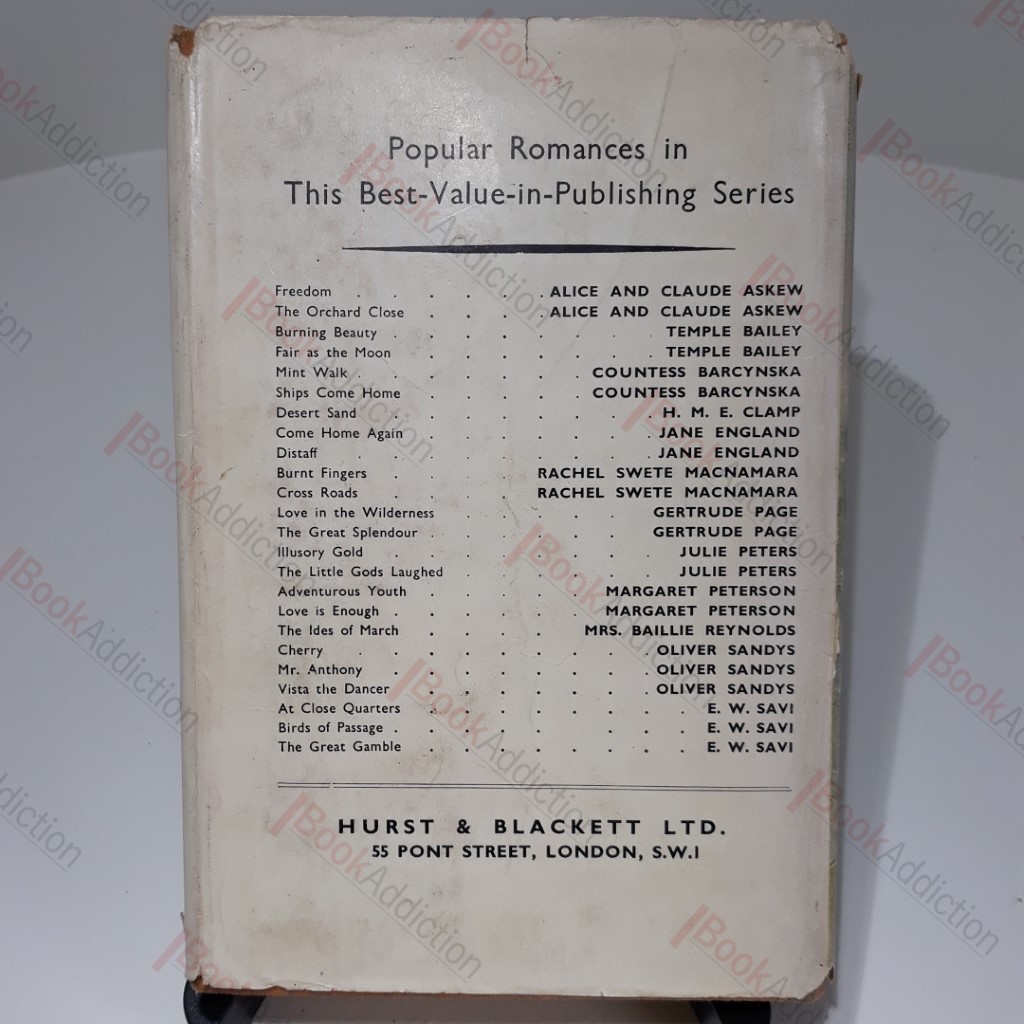 Popular Romances in
This Best-Value-in-Publishing Series
Freedom . . . . . . ALICE AND CLAUDE ASKEW
The Orchard Close . . . . ALICE AND CLAUDE ASKEW
Burning Beauty . . . . . . . TEMPLE BAILEY
Fair as the Moon . . . . . . . TEMPLE BAILEY
Mint Walk . . . . . . . COUNTESS BARCYNSKA
Ships Come Home . . . . . COUNTESS BARCYNSKA
Desert Sand . . . . . . . . H. M. E. CLAMP
Come Home Again . . . . . . . JANE ENGLAND
Distaff . . . . . . . . . JANE ENGLAND
Burnt Fingers . . . . RACHEL SWETE MACNAMARA
Cross Roads . . . . RACHEL SWETE MACNAMARA
Love in the Wilderness . . . . . GERTRUDE PAGE
The Great Splendour . . . . . . GERTRUDE PAGE
Illusory Gold . . . . . . . . JULIE PETERS
The Little Gods Laughed . . . . . . JULIE PETERS
Adventurous Youth . . . . . MARGARET PETERSON
Love is Enough . . . . . . MARGARET PETERSON
The Ides of March . . . . MRS. BAILLIE REYNOLDS
Cherry . . . . . . . . . OLIVER SANDYS
Mr. Anthony . . . . . . . . OLIVER SANDYS
Vista the Dancer . . . . . . . OLIVER SANDYS
At Close Quarters . . . . . . . . E. W. SAVI
Birds of Passage . . . . . . . . . E. W. SAVI
The Great Gamble . . . . . . . . E. W. SAVI
HURST & BLACKETT LTD.
55 PONT STREET, LONDON, S.W.1
BookAddiction